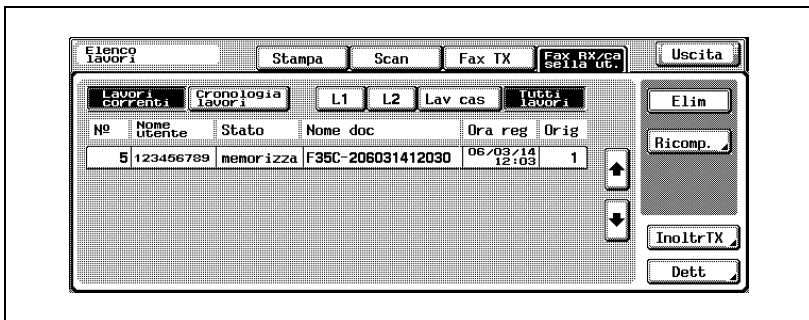 Elenco lavori
Stampa Scan Fax TX Fax RX/ca sella ut. Uscita
Lavori correnti Cronologia lavori L1 L2 Lav cas Tutti lavori Elim
Nº Nome utente Stato Nome doc Ora reg Orig Ricomp.
5 123456789 memorizza F35C-206031412030 06/03/14 12:03 1
InoltrTX
Dett